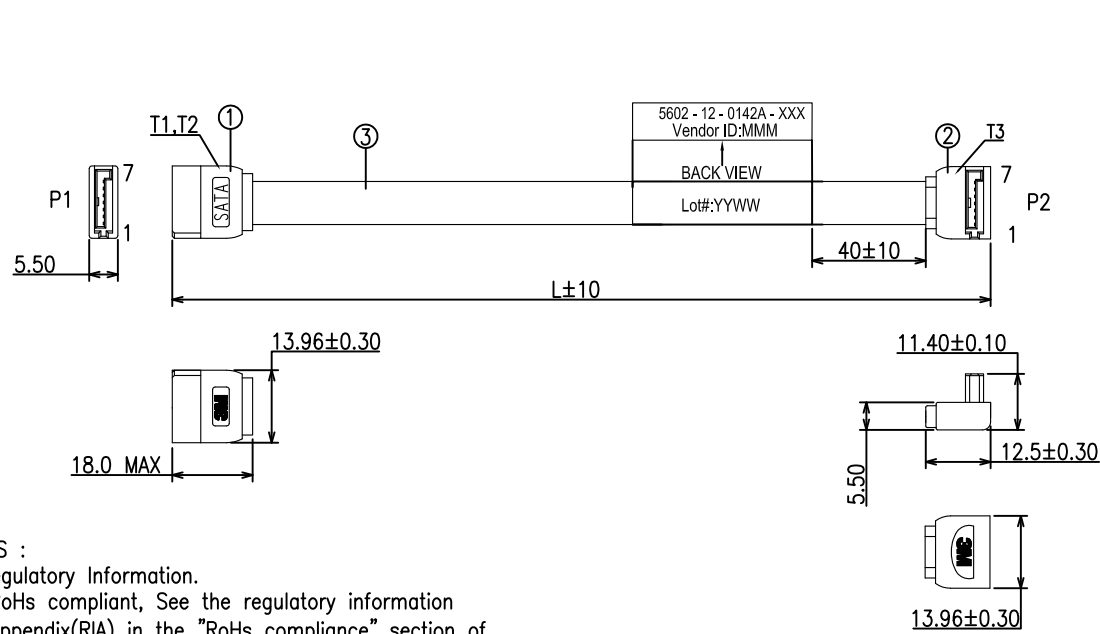 5602 - 12 - 0142A - XXX
Vendor ID:MMM
BACK VIEW
Lot#:YYWW
T1,T2
1
3
2
T3
SATA
P1
7
1
7
P2
1
5.50
40±10
L±10
13.96±0.30
3M
18.0 MAX
11.40±0.10
5.50
12.5±0.30
3M
13.96±0.30
S :
gulatory Information.
oHs compliant, See the regulatory information
ppendix(RIA) in the "RoHs compliance" section of